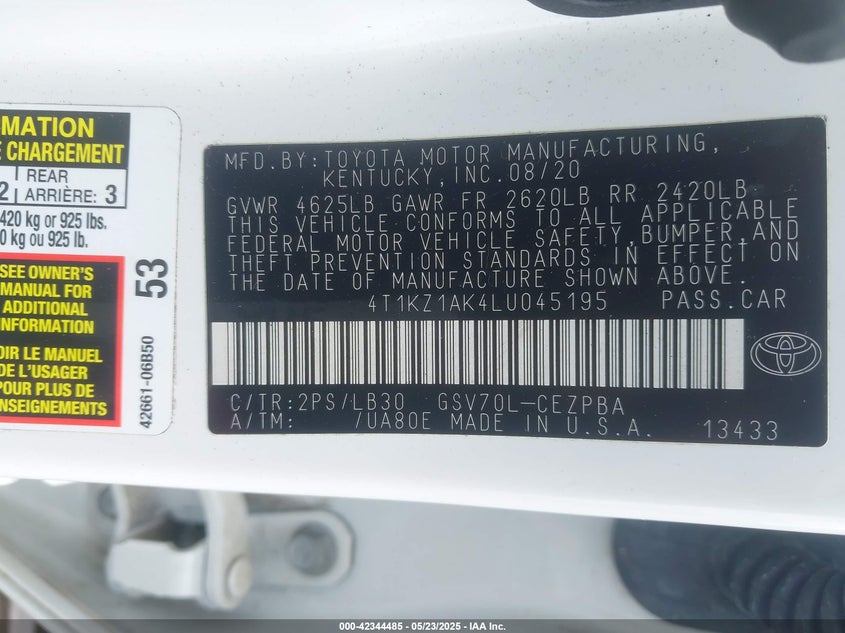 MATION
E CHARGEMENT
2 REAR 3
ARRIÈRE:
420 kg or 925 lbs.
0 kg ou 925 lb.
SEE OWNER'S
MANUAL FOR
ADDITIONAL
INFORMATION
OIR LE MANUEL
DE L'USAGER
POUR PLUS DE
RENSEIGNEMENTS
53
42661-06B50
MFD.BY:TOYOTA MOTOR MANUFACTURING,
KENTUCKY,INC.08/20
GVWR 4625LB GAWR FR 2620LB RR 2420LB
THIS VEHICLE CONFORMS TO ALL APPLICABLE
FEDERAL MOTOR VEHICLE SAFETY,BUMPER,AND
THEFT PREVENTION STANDARDS IN EFFECT ON
THE DATE OF MANUFACTURE SHOWN ABOVE.
4T1KZ1AK4LU045195 PASS.CAR
C/TR:2PS/LB30 GSV70L-CEZPBA
A/TM: /UA80E MADE IN U.S.A. 13433
000-42344485 - 05/23/2025 - IAA Inc.